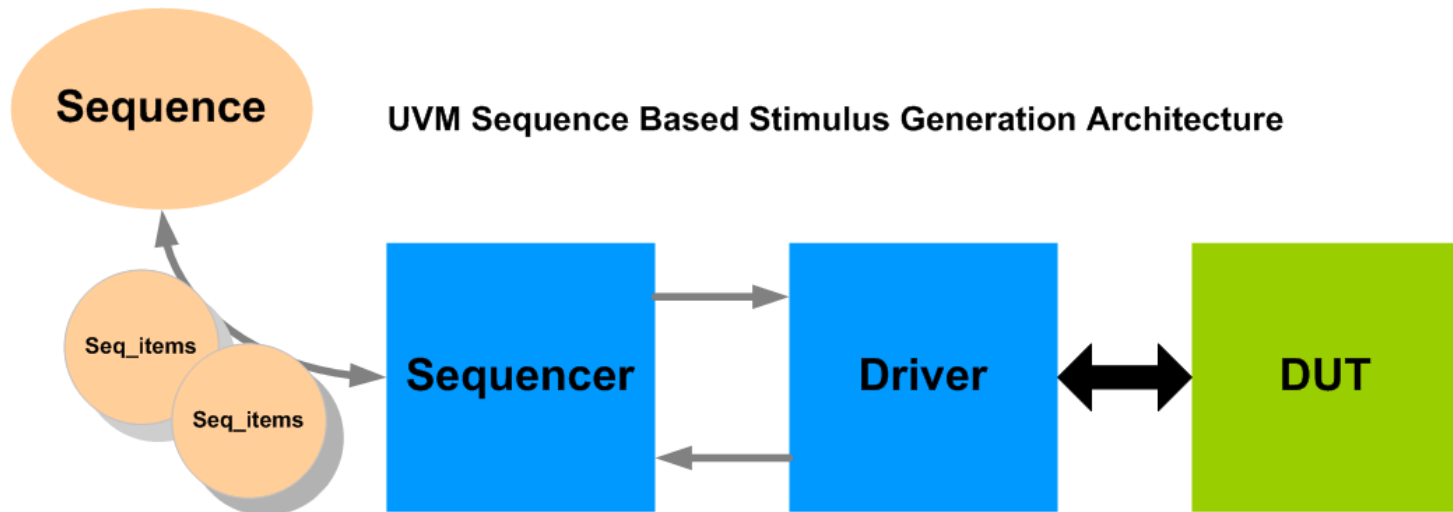 Sequence
UVM Sequence Based Stimulus Generation Architecture
Seq_items
Seq_items
Sequencer
Driver
DUT